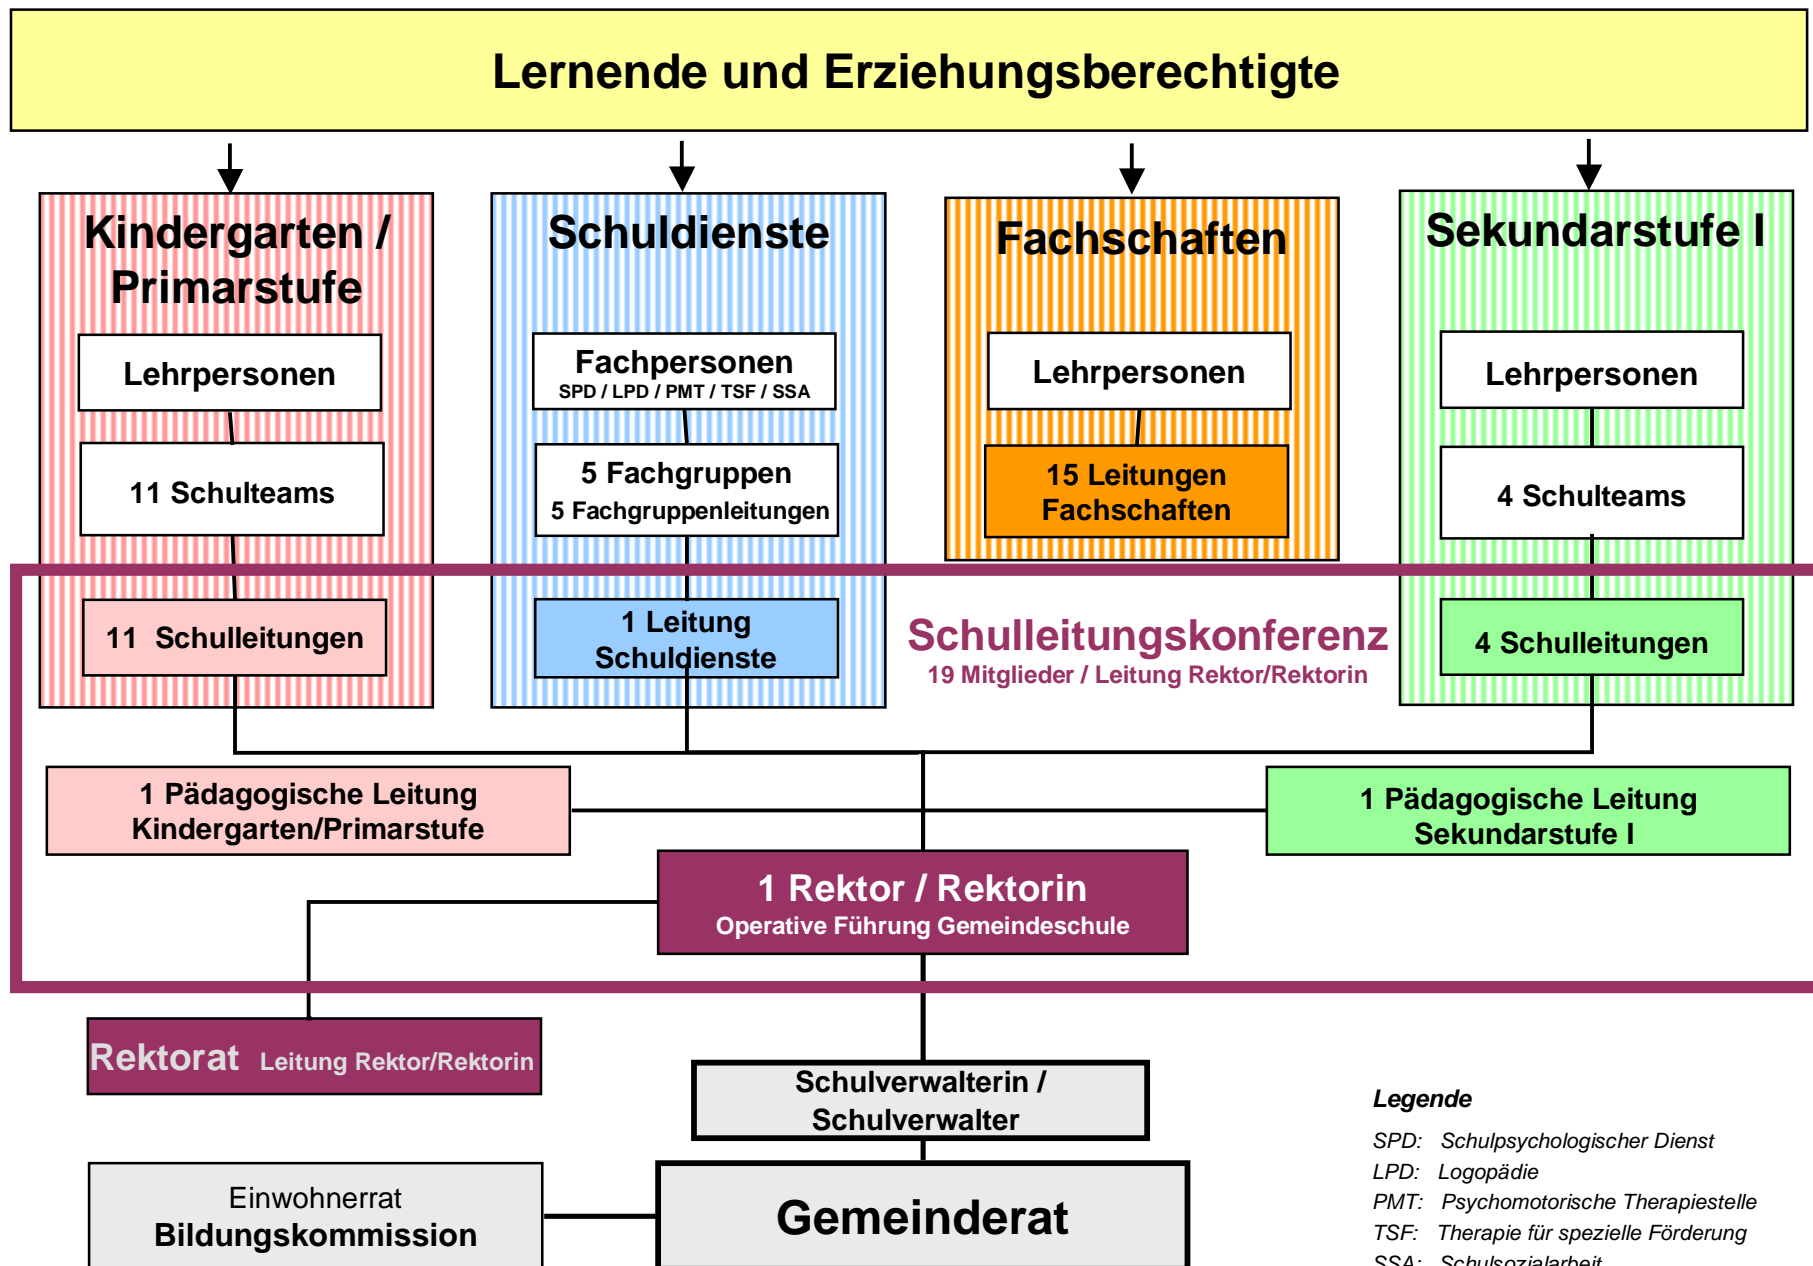 Lernende und Erziehungsberechtigte
Kindergarten /
Primarstufe
Lehrpersonen
11 Schulteams
11 Schulleitungen
Schuldienste
Fachpersonen
SPD / LPD / PMT / TSF / SSA
5 Fachgruppen
5 Fachgruppenleitungen
1 Leitung
Schuldienste
Fachschaften
Lehrpersonen
15 Leitungen
Fachschaften
Sekundarstufe I
Lehrpersonen
4 Schulteams
4 Schulleitungen
Schulleitungskonferenz
19 Mitglieder / Leitung Rektor/Rektorin
1 Pädagogische Leitung
Kindergarten/Primarstufe
1 Pädagogische Leitung
Sekundarstufe I
1 Rektor / Rektorin
Operative Führung Gemeindeschule
Rektorat Leitung Rektor/Rektorin
Schulverwalterin /
Schulverwalter
Einwohnerrat
Bildungskommission
Gemeinderat
Legende
SPD: Schulpsychologischer Dienst
LPD: Logopädie
PMT: Psychomotorische Therapiestelle
TSF: Therapie für spezielle Förderung
SSA: Schulsozialarbeit